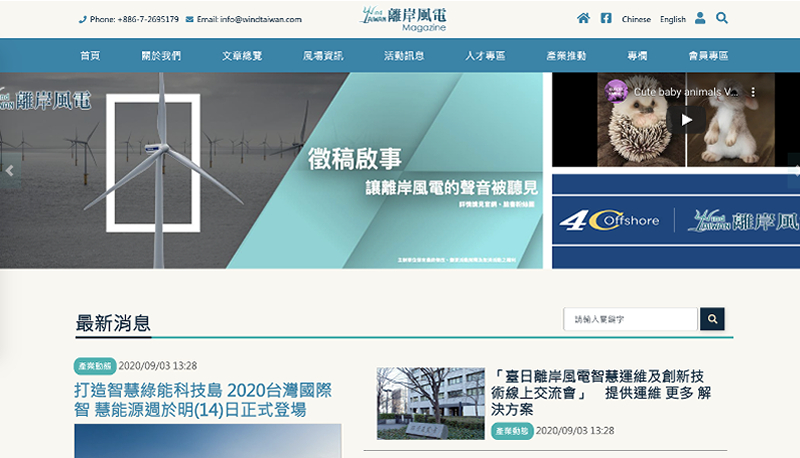 Phone: +886-7-2695179 Email: info@windtaiwan.com
Wind TAIWAN 離岸風電
Magazine
Chinese English
首頁 關於我們 文章總覽 風場資訊 活動訊息 人才專區 產業推動 專欄 會員專區
離岸風電
徵稿啟事
讓離岸風電的聲音被聽見
Cute baby animals V...
4C Offshore
Wind TAIWAN 離岸風
最新消息
請輸入關鍵字
產業動態 2020/09/03 13:28
打造智慧綠能科技島 2020台灣國際
智 慧能源週於明(14)日正式登場
「臺日離岸風電智慧運維及創新技
術線上交流會」 提供運維 更多 解
決方案
產業動態 2020/09/03 13:28